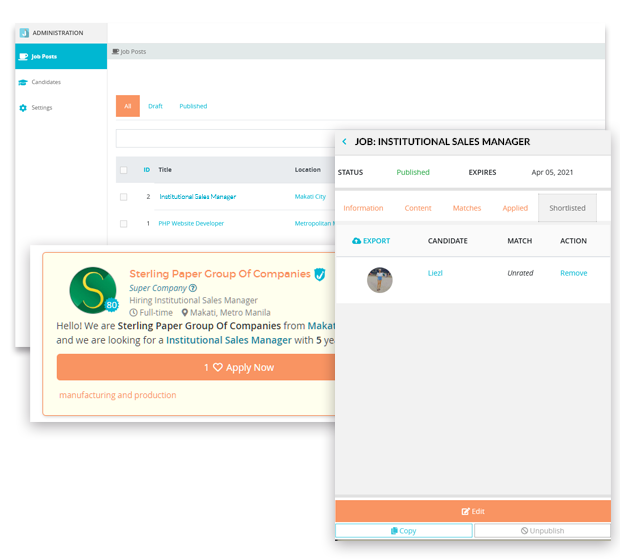 ADMINISTRATION
Job Posts
Job Posts
Candidates
Settings
All Draft Published
ID Title Location
2 Institutional Sales Manager Makati City
1 PHP Website Developer Metropolitan
Sterling Paper Group Of Companies
80
Super Company
Hiring Institutional Sales Manager
Full-time Makati, Metro Manila
Hello! We are Sterling Paper Group Of Companies from Makat
and we are looking for a Institutional Sales Manager with 5 ye
1 Apply Now
manufacturing and production
JOB: INSTITUTIONAL SALES MANAGER
STATUS Published EXPIRES Apr 05, 2021
Information Content Matches Applied Shortlisted
EXPORT CANDIDATE MATCH ACTION
Liezl Unrated Remove
Edit
Copy Unpublish